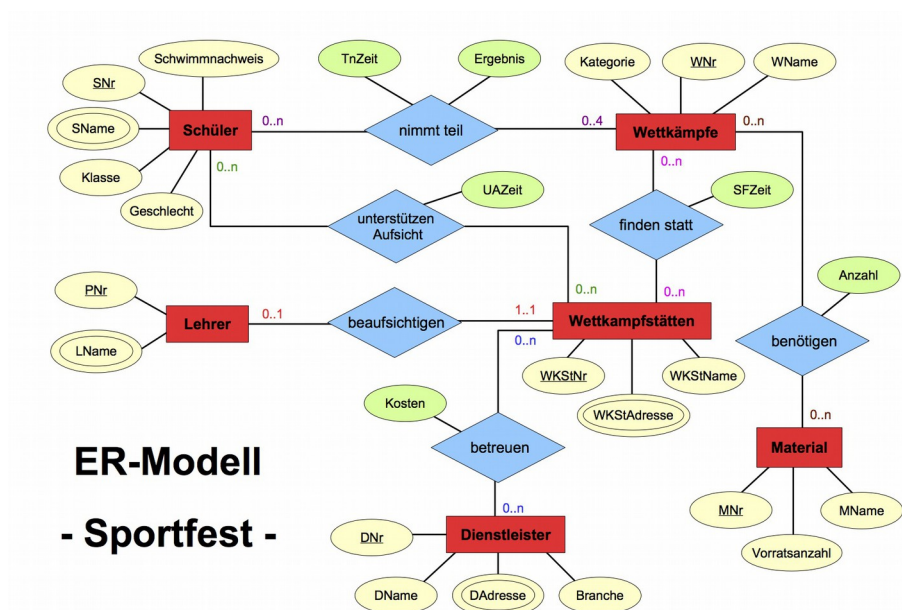 Schwimmnachweis
TnZeit
Ergebnis
Kategorie
WNr
WName
SNr
SName
Schüler
0..n
nimmt teil
0..4
Wettkämpfe
0..n
Klasse
0..n
0..n
Geschlecht
UAZeit
SFZeit
unterstützen
Aufsicht
finden statt
PNr
Anzahl
0..n
0..n
Lehrer
0..1
beaufsichtigen
1..1
Wettkampfstätten
LName
0..n
benötigen
WKStNr
WKStName
Kosten
WKStAdresse
0..n
betreuen
Material
ER-Modell
MNr
MName
0..n
- Sportfest -
DNr
Dienstleister
Vorratsanzahl
DName
DAdresse
Branche